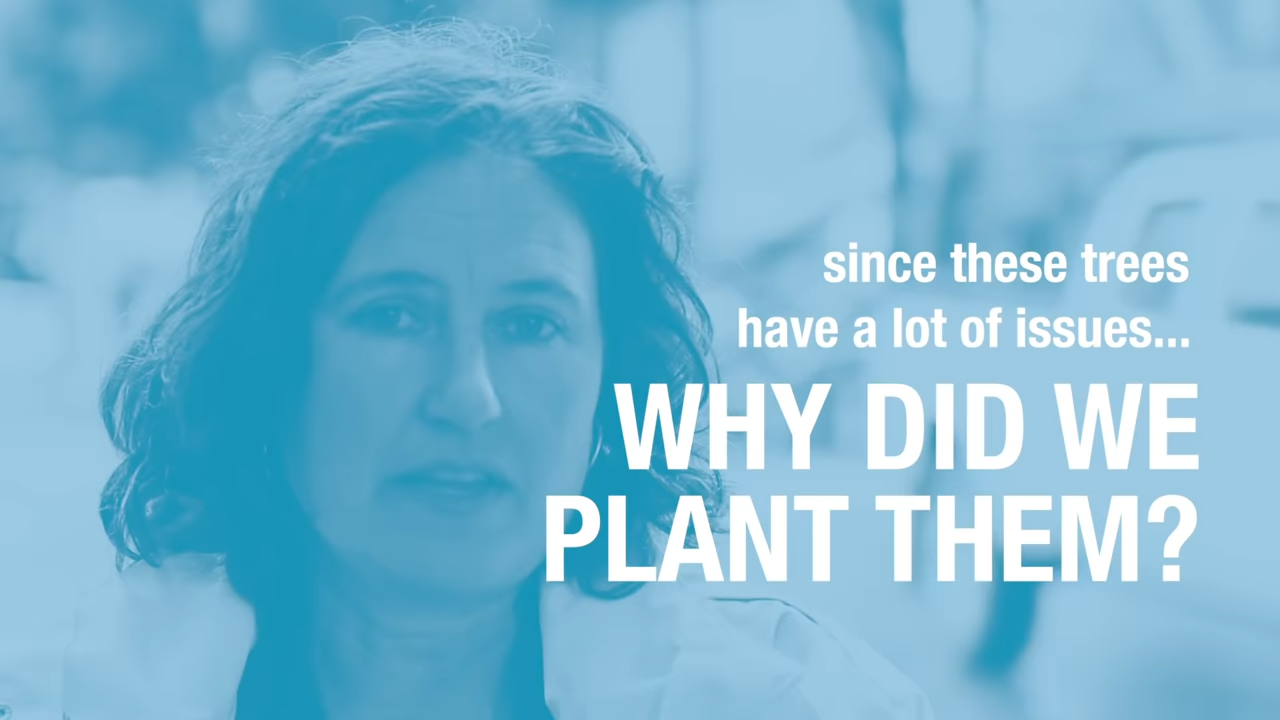 since these trees
have a lot of issues...
WHY DID WE
PLANT THEM?